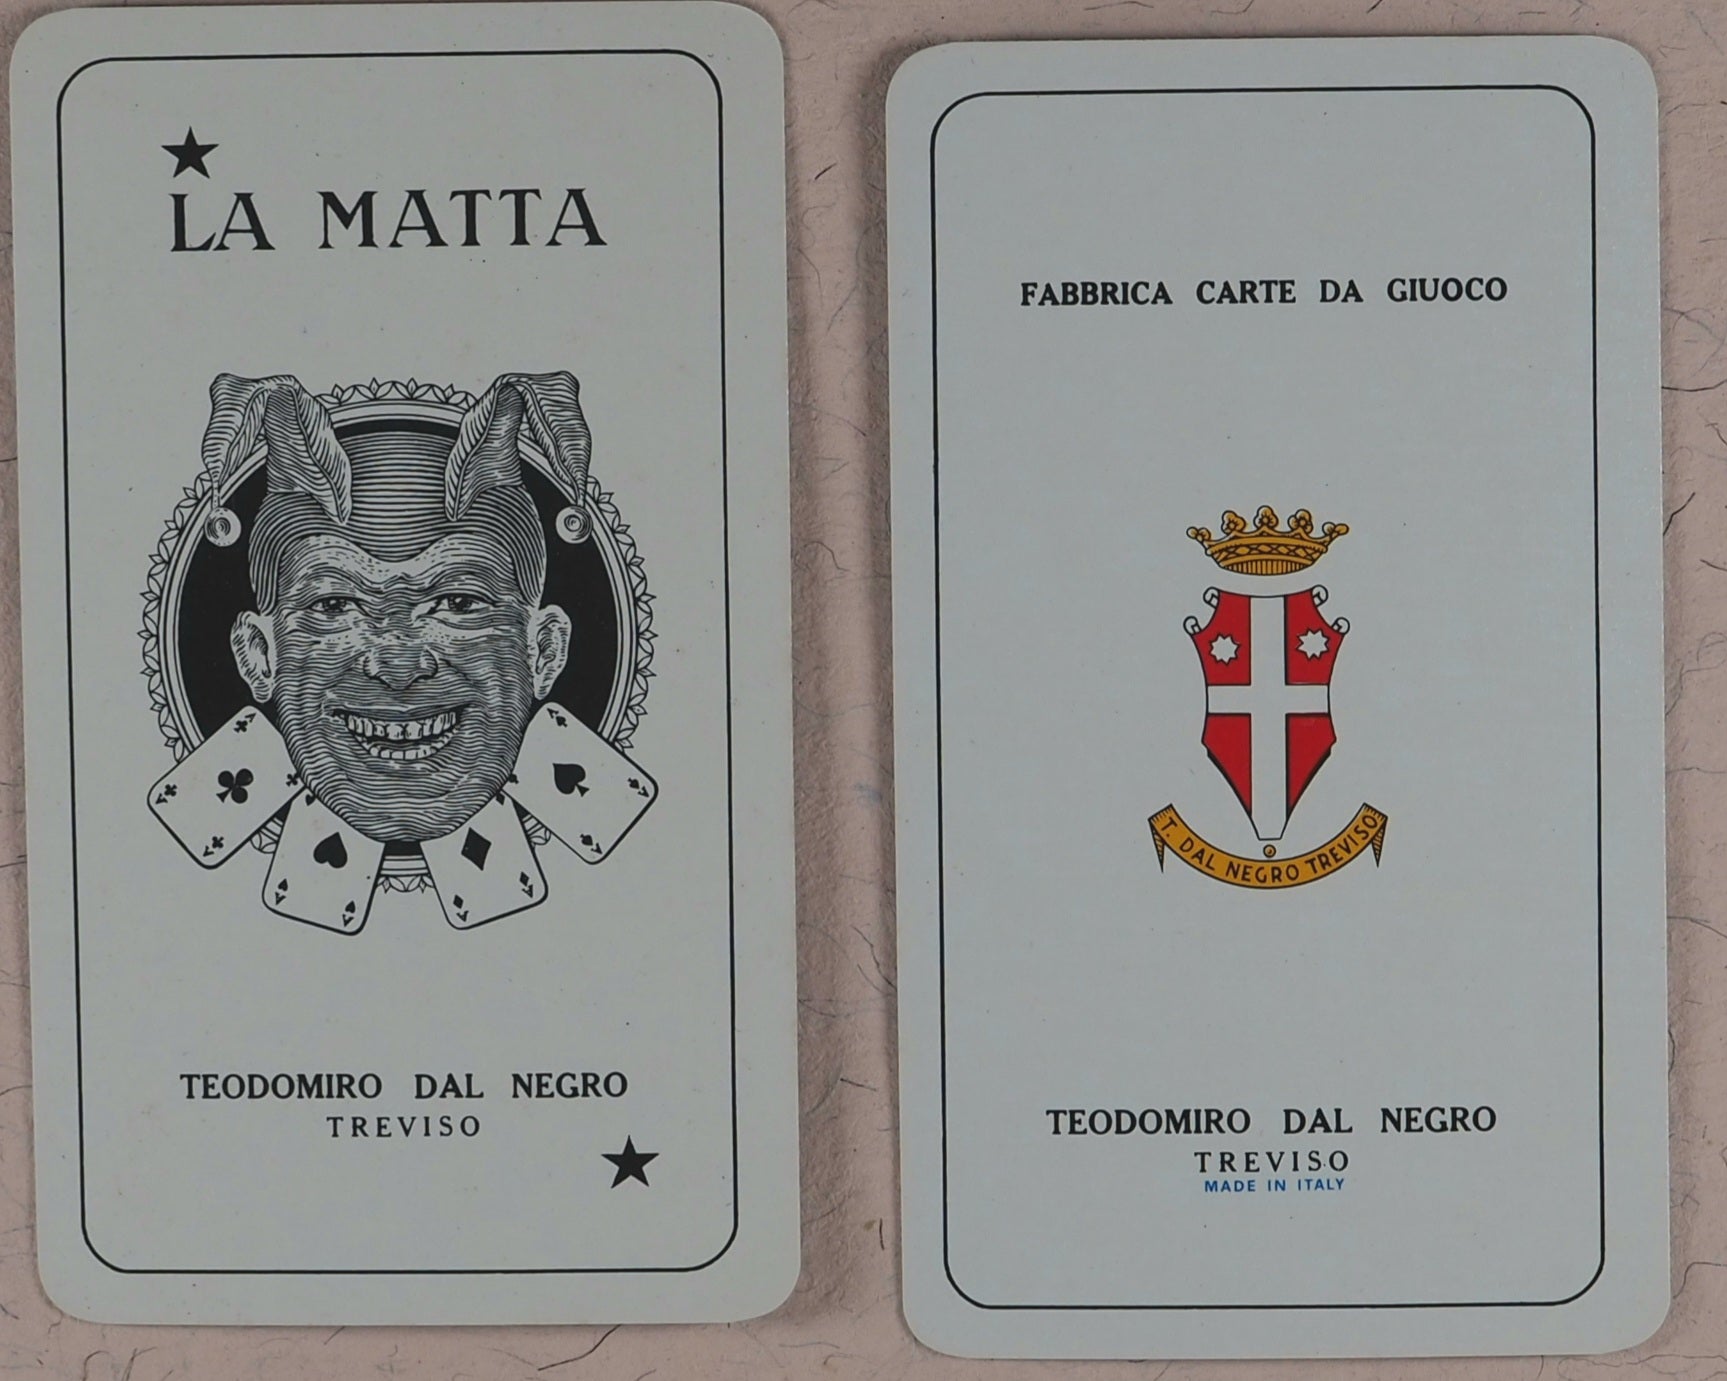 LA MATTA
TEODOMIRO DAL NEGRO
TREVISO
FABBRICA CARTE DA GIUOCO
T. DAL NEGRO TREVISO
TEODOMIRO DAL NEGRO
TREVISO
MADE IN ITALY